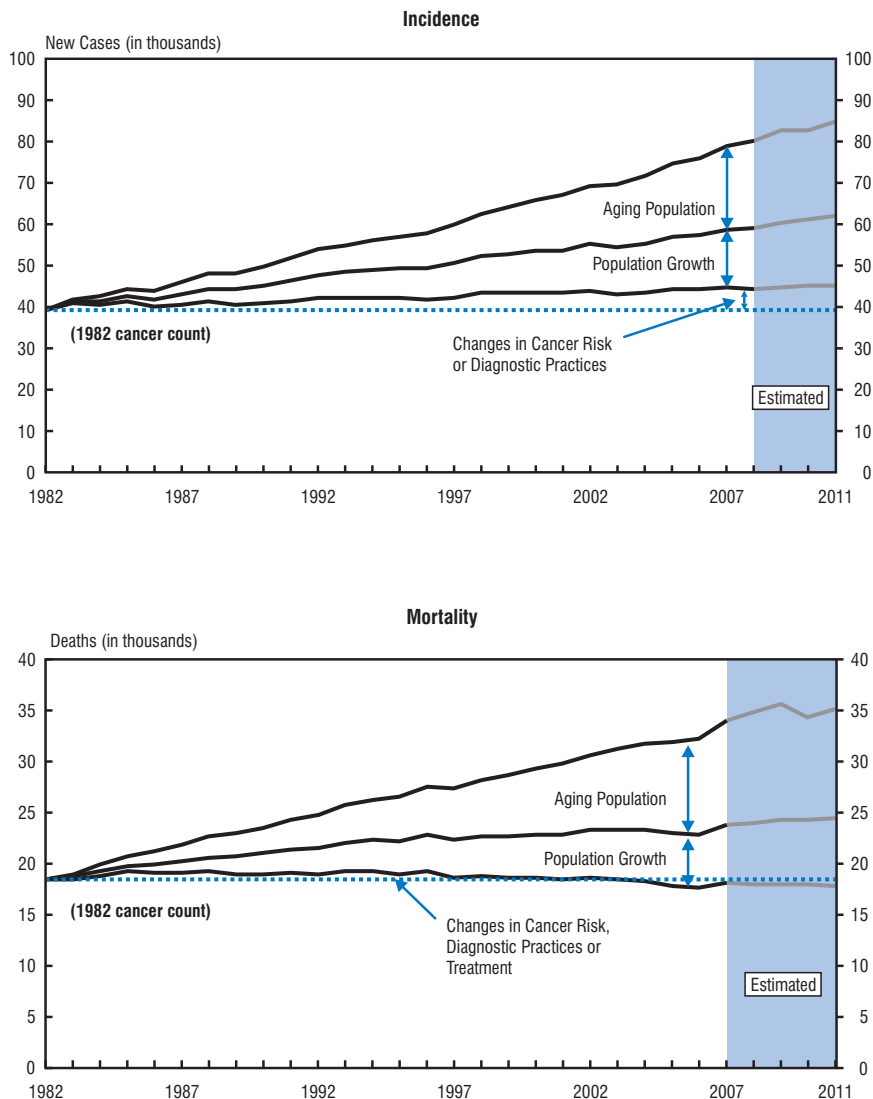 Incidence
New Cases (in thousands)
100 100
90 90
80 80
70 70
Aging Population
60 60
Population Growth
50 50
40 40
(1982 cancer count)
Changes in Cancer Risk
or Diagnostic Practices
30 30
20 20
Estimated
10 10
0 0
1982 1987 1992 1997 2002 2007 2011
Mortality
Deaths (in thousands)
40 40
35 35
30 30
Aging Population
25 25
Population Growth
20 20
(1982 cancer count)
15 15
Changes in Cancer Risk,
Diagnostic Practices or
Treatment
10 10
Estimated
5 5
0 0
1982 1987 1992 1997 2002 2007 2011